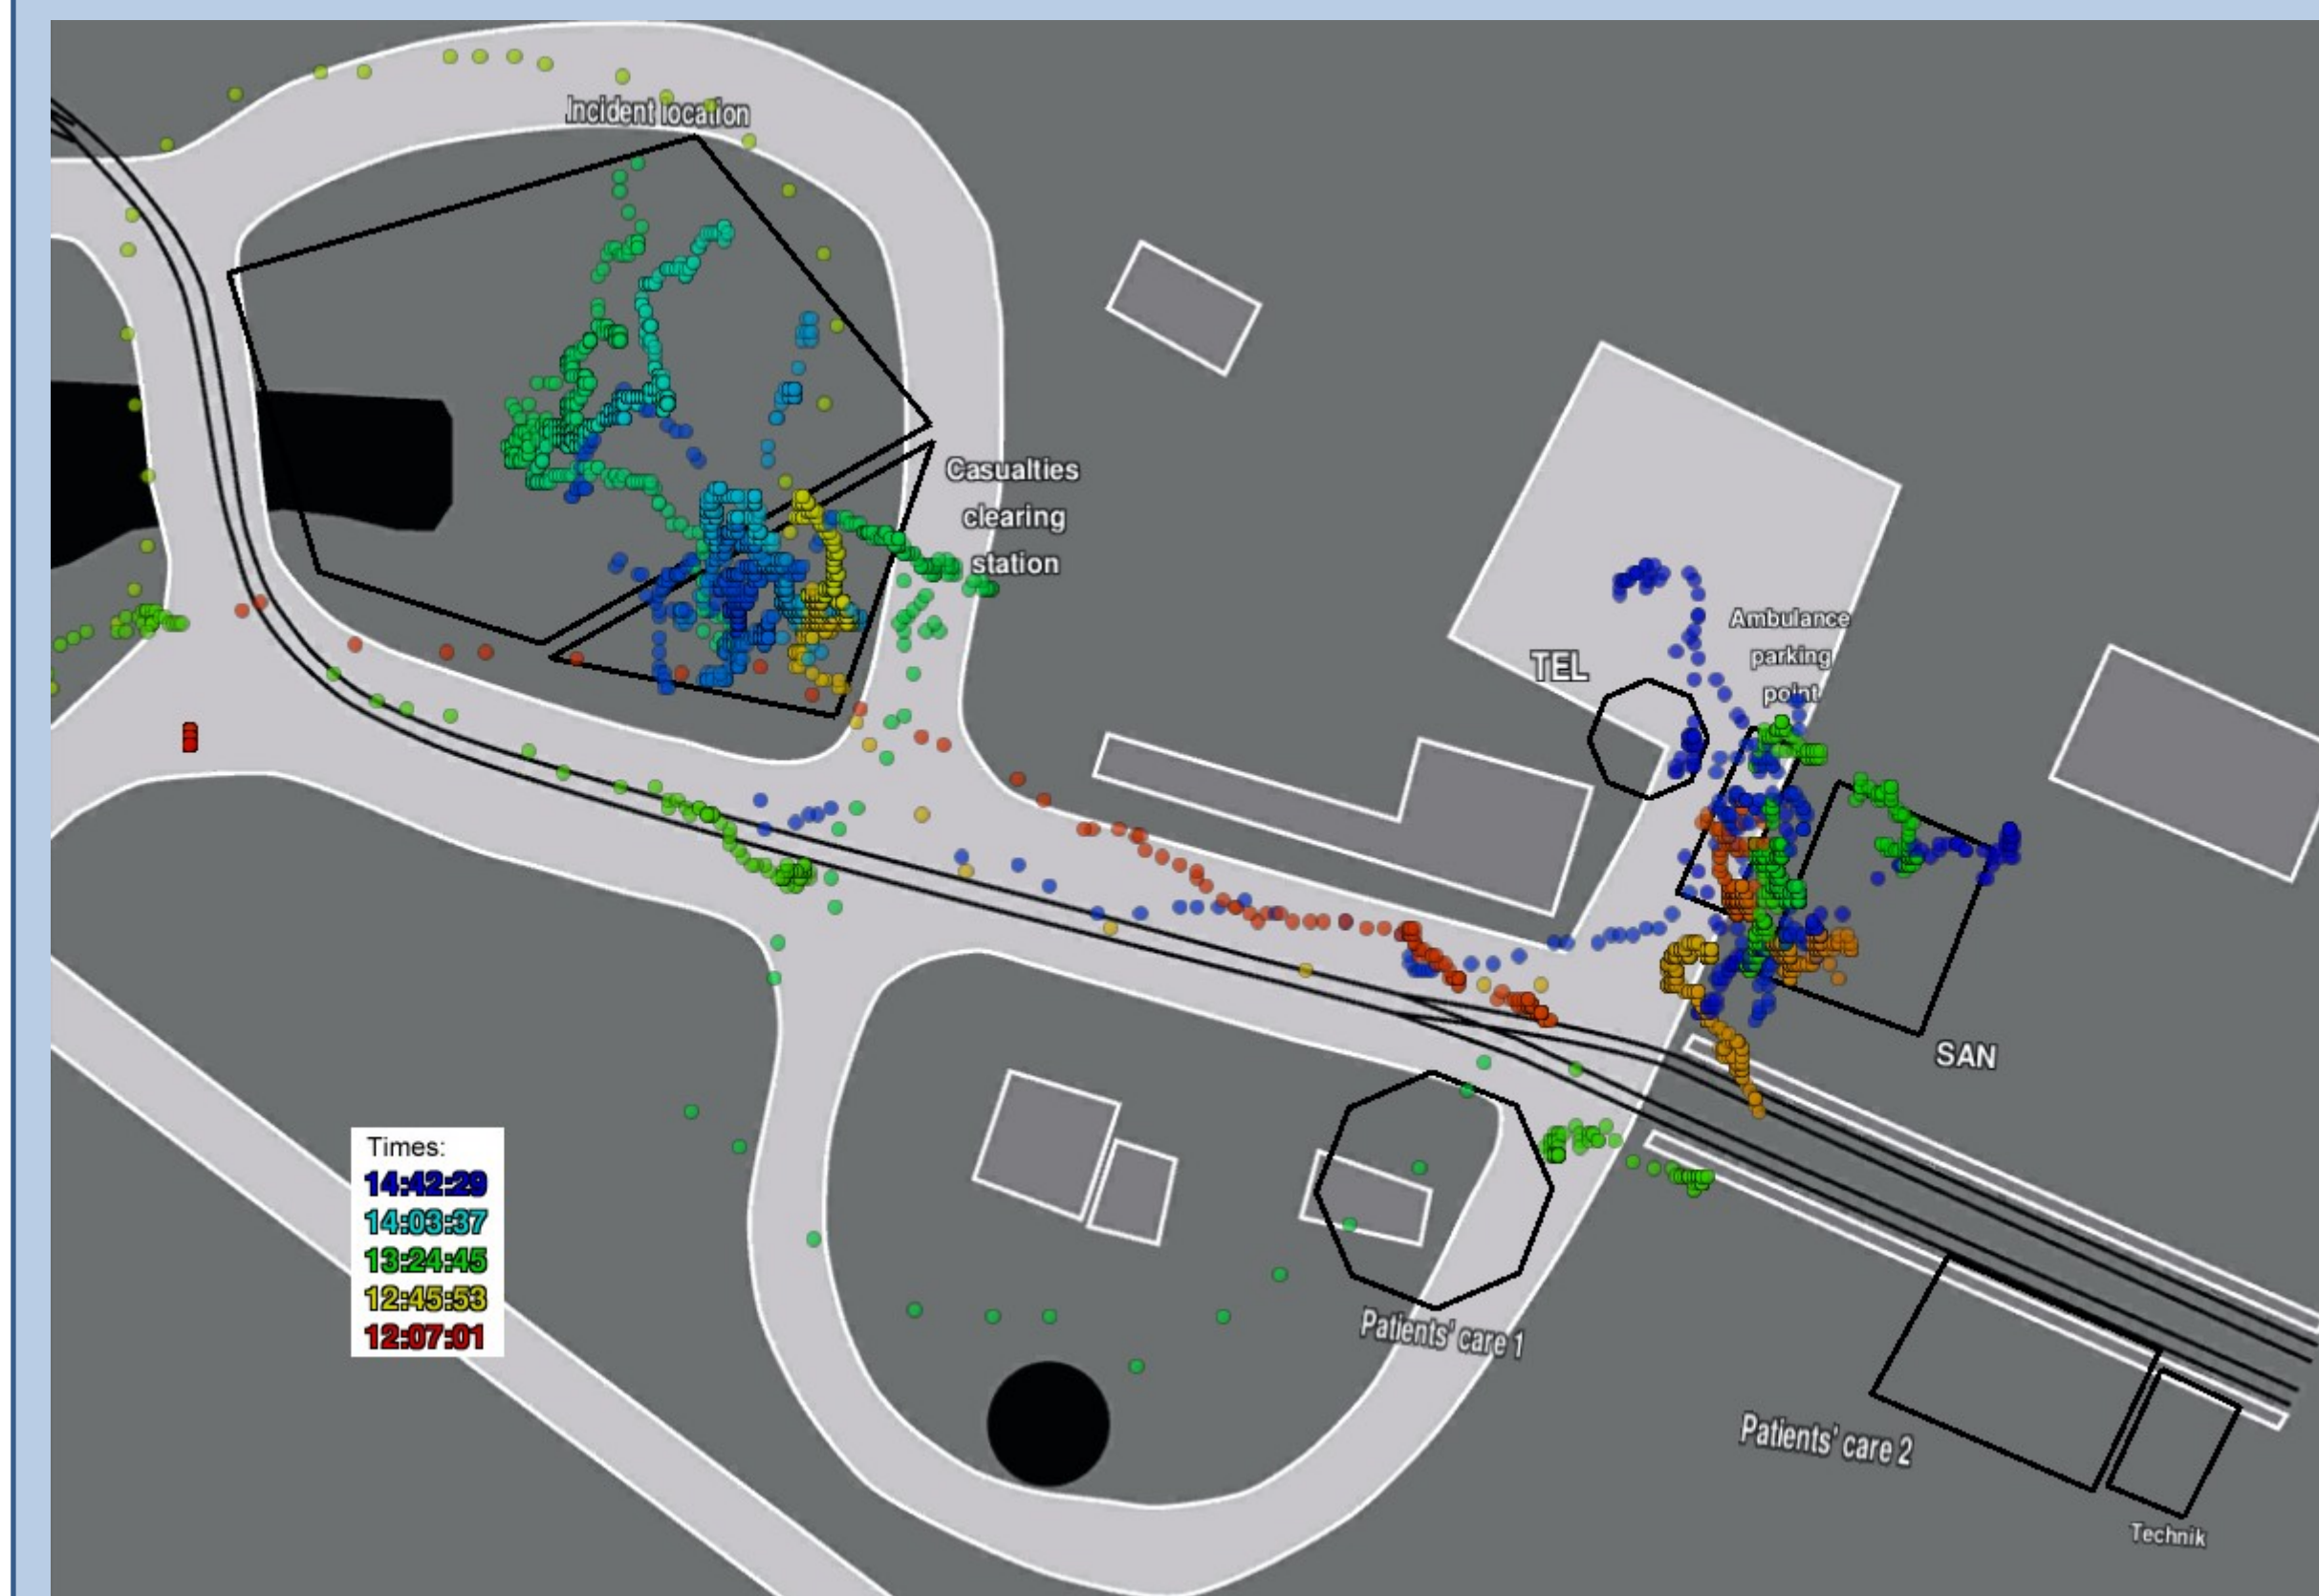 Incident location
Casualties
clearing
station
Ambulance
parking
point
TEL
SAN
Times:
14:42:29
14:03:37
13:24:45
12:45:53
12:07:01
Patients' care 1
Patients' care 2
Technik